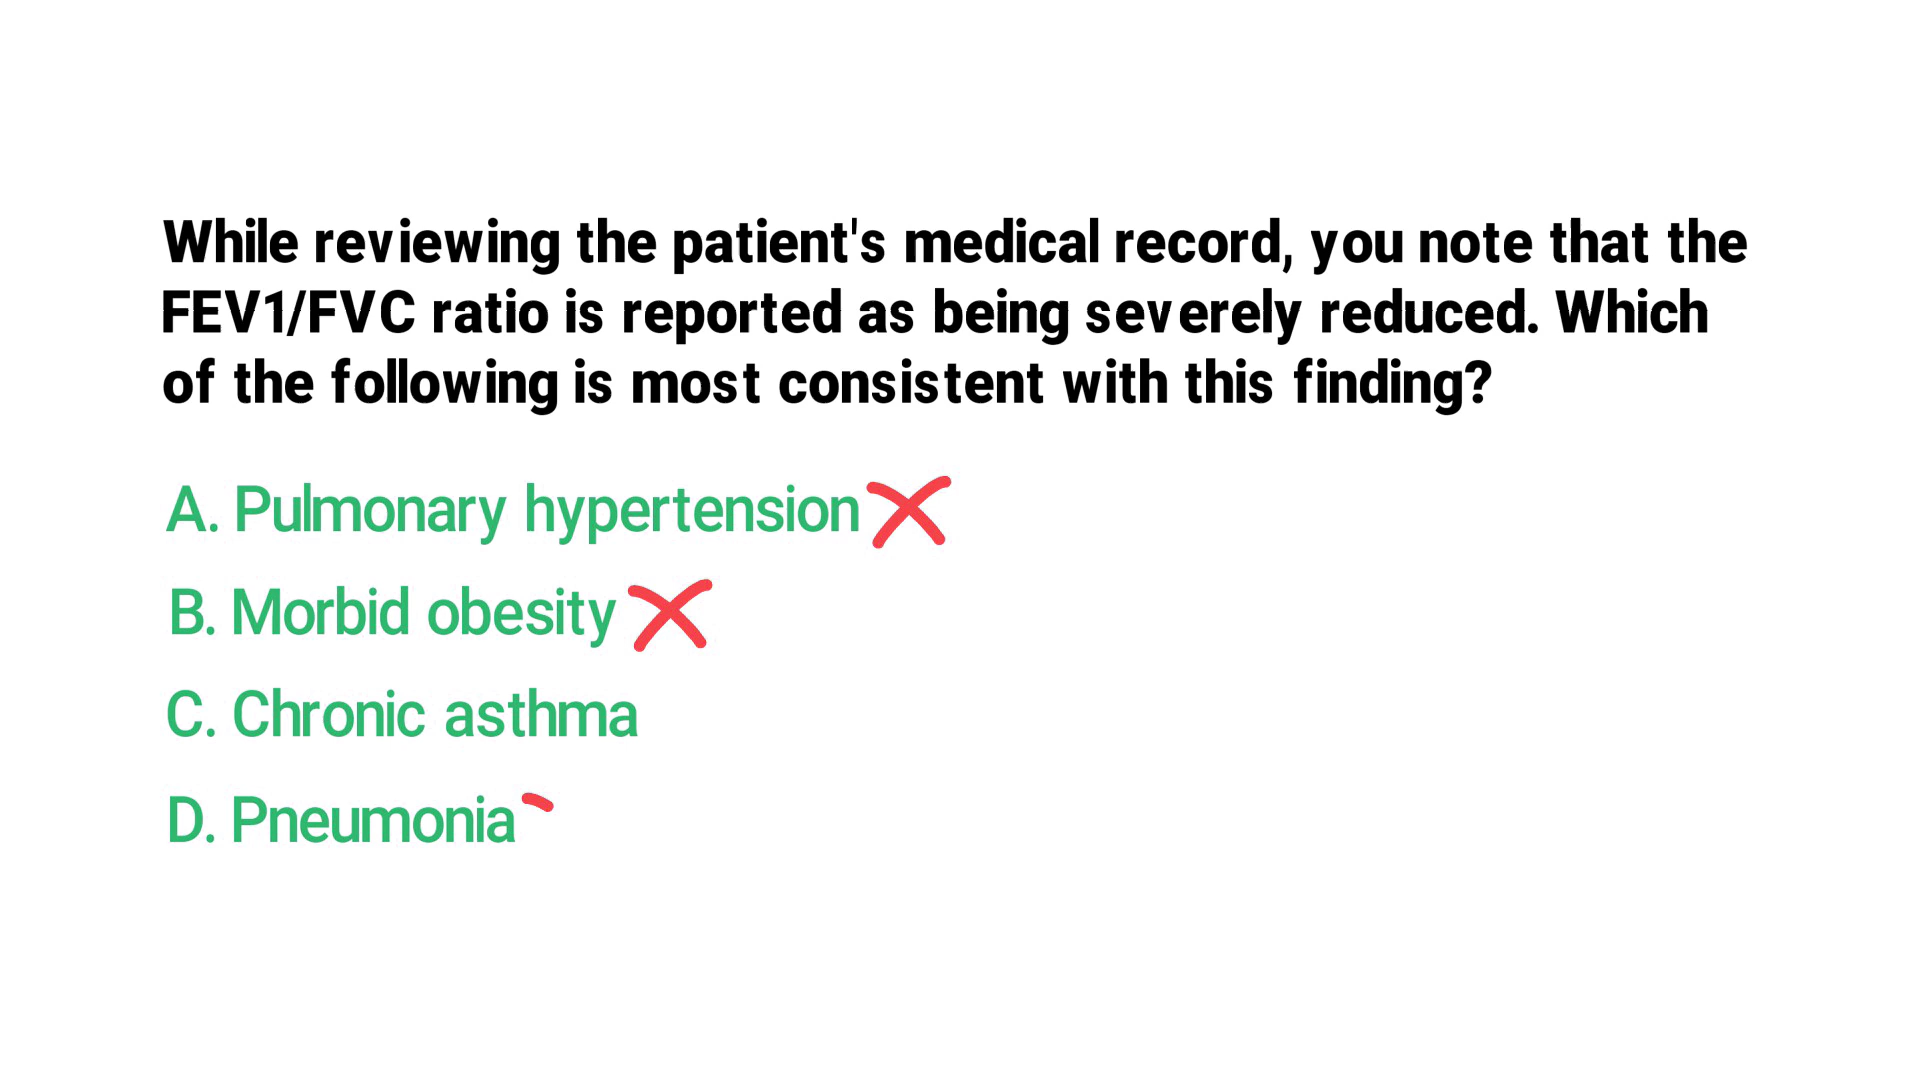 While reviewing the patient's medical record, you note that the
FEV1/FVC ratio is reported as being severely reduced. Which
of the following is most consistent with this finding?
A. Pulmonary hypertension
B. Morbid obesity
C. Chronic asthma
D. Pneumonia